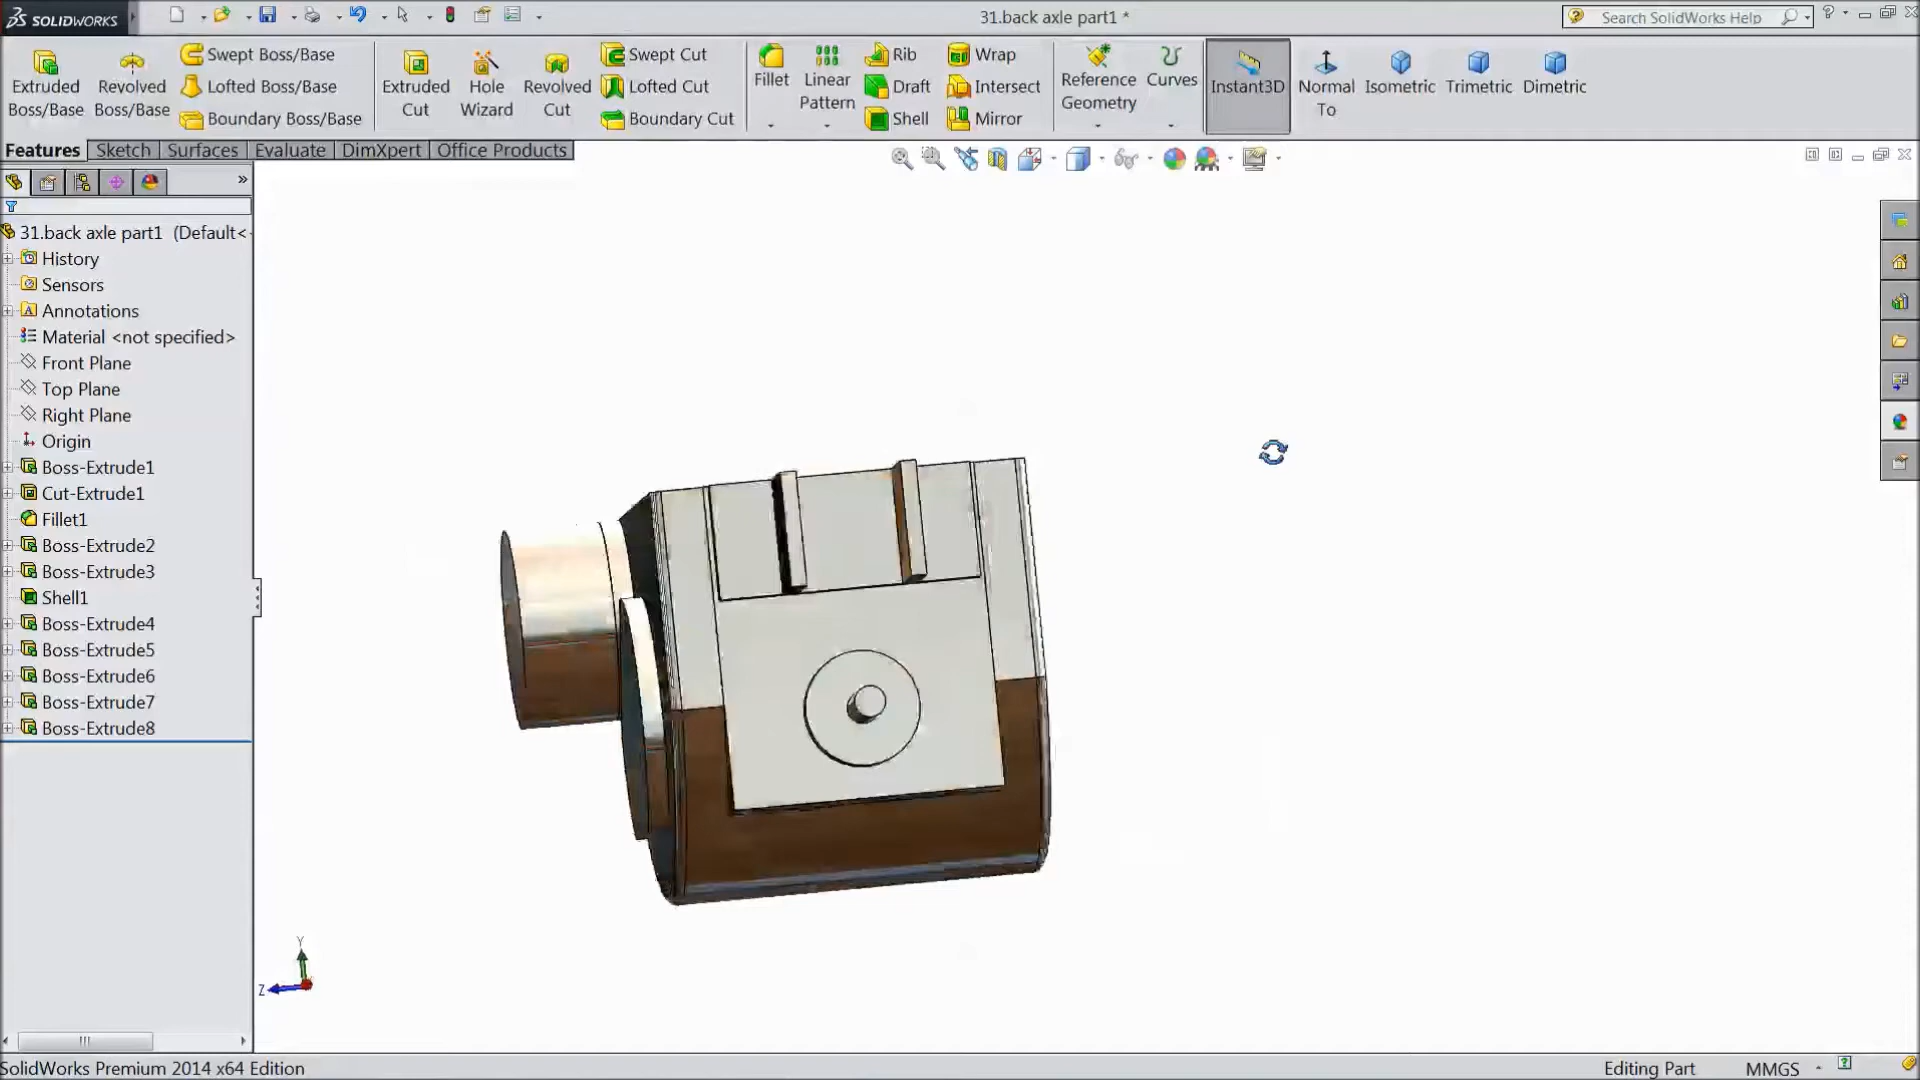 SOLIDWORKS
31.back axle part1 *
Search SolidWorks Help
Extruded Boss/Base
Revolved Boss/Base
Swept Boss/Base
Lofted Boss/Base
Boundary Boss/Base
Extruded Cut
Hole Wizard
Revolved Cut
Swept Cut
Lofted Cut
Boundary Cut
Fillet
Linear Pattern
Rib
Draft
Shell
Wrap
Intersect
Mirror
Reference Geometry
Curves
Instant3D
Normal To
Isometric
Trimetric
Dimetric
Features
Sketch
Surfaces
Evaluate
DimXpert
Office Products
31.back axle part1 (Default<
History
Sensors
Annotations
Material <not specified>
Front Plane
Top Plane
Right Plane
Origin
Boss-Extrude1
Cut-Extrude1
Fillet1
Boss-Extrude2
Boss-Extrude3
Shell1
Boss-Extrude4
Boss-Extrude5
Boss-Extrude6
Boss-Extrude7
Boss-Extrude8
Y
Z
SolidWorks Premium 2014 x64 Edition
Editing Part
MMGS